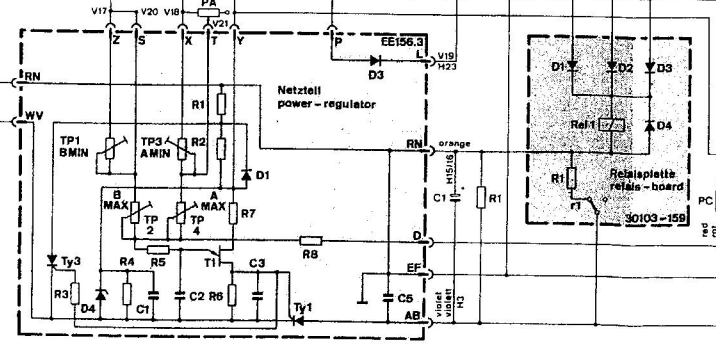 PA
V17
V20
V18
V21
Z
S
X
T
Y
P
EE156.3
L
V19
H23
D3
RN
Netzteil
power-regulator
R1
WV
TP1
BMIN
TP3
AMIN
R2
D1
B
MAX
A
MAX
TP
2
TP
4
R7
RN
orange
H15/16
C1
+
R1
D
R8
R5
T1
Ty3
R4
C3
R3
D4
C1
C2
R6
Ty1
C5
EF
AB
violet
violett
H3
D1
D2
D3
Rel1
D4
R1
r1
Relaisplatte
relais-board
30103-159
PC
red